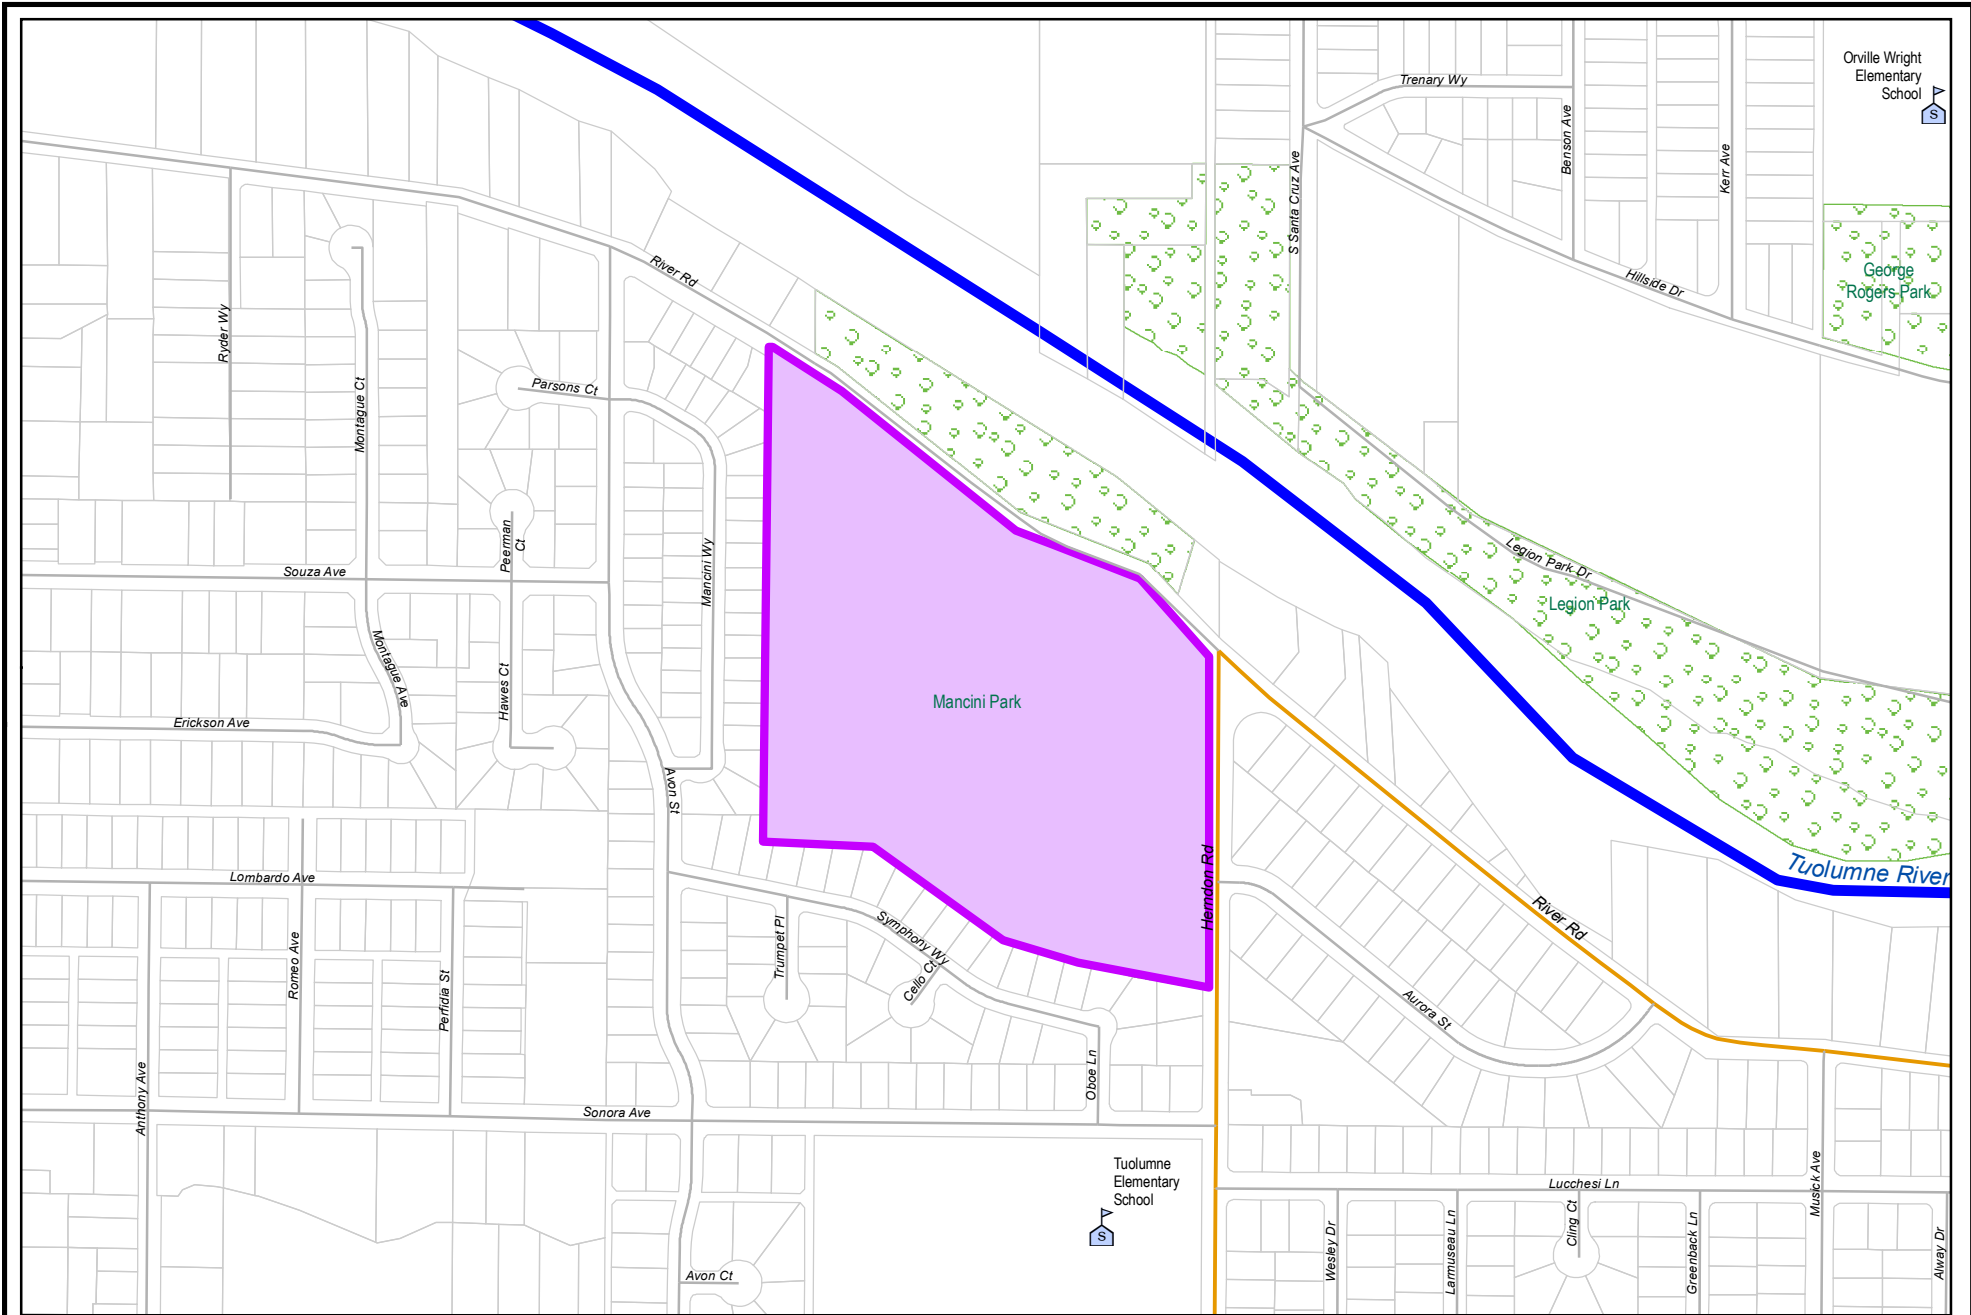 Orville Wright
Elementary
School
S
Trenary Wy
Benson Ave
Kerr Ave
S Santa Cruz Ave
River Rd
George
Rogers Park
Hillside Dr
Ryder Wy
Montague Ct
Parsons Ct
Peerman
Ct
Mancini Wy
Souza Ave
Legion Park Dr
Legion Park
Montague Ave
Hawes Ct
Mancini Park
Erickson Ave
Avon St
Herndon Rd
Tuolumne River
Lombardo Ave
River Rd
Romeo Ave
Perfidia St
Trumpet Pl
Symphony Wy
Cello Ct
Aurora St
Anthony Ave
Oboe Ln
Sonora Ave
Tuolumne
Elementary
School
S
Musick Ave
Lucchesi Ln
Wesley Dr
Larmuseau Ln
Cling Ct
Greenback Ln
Alway Dr
Avon Ct